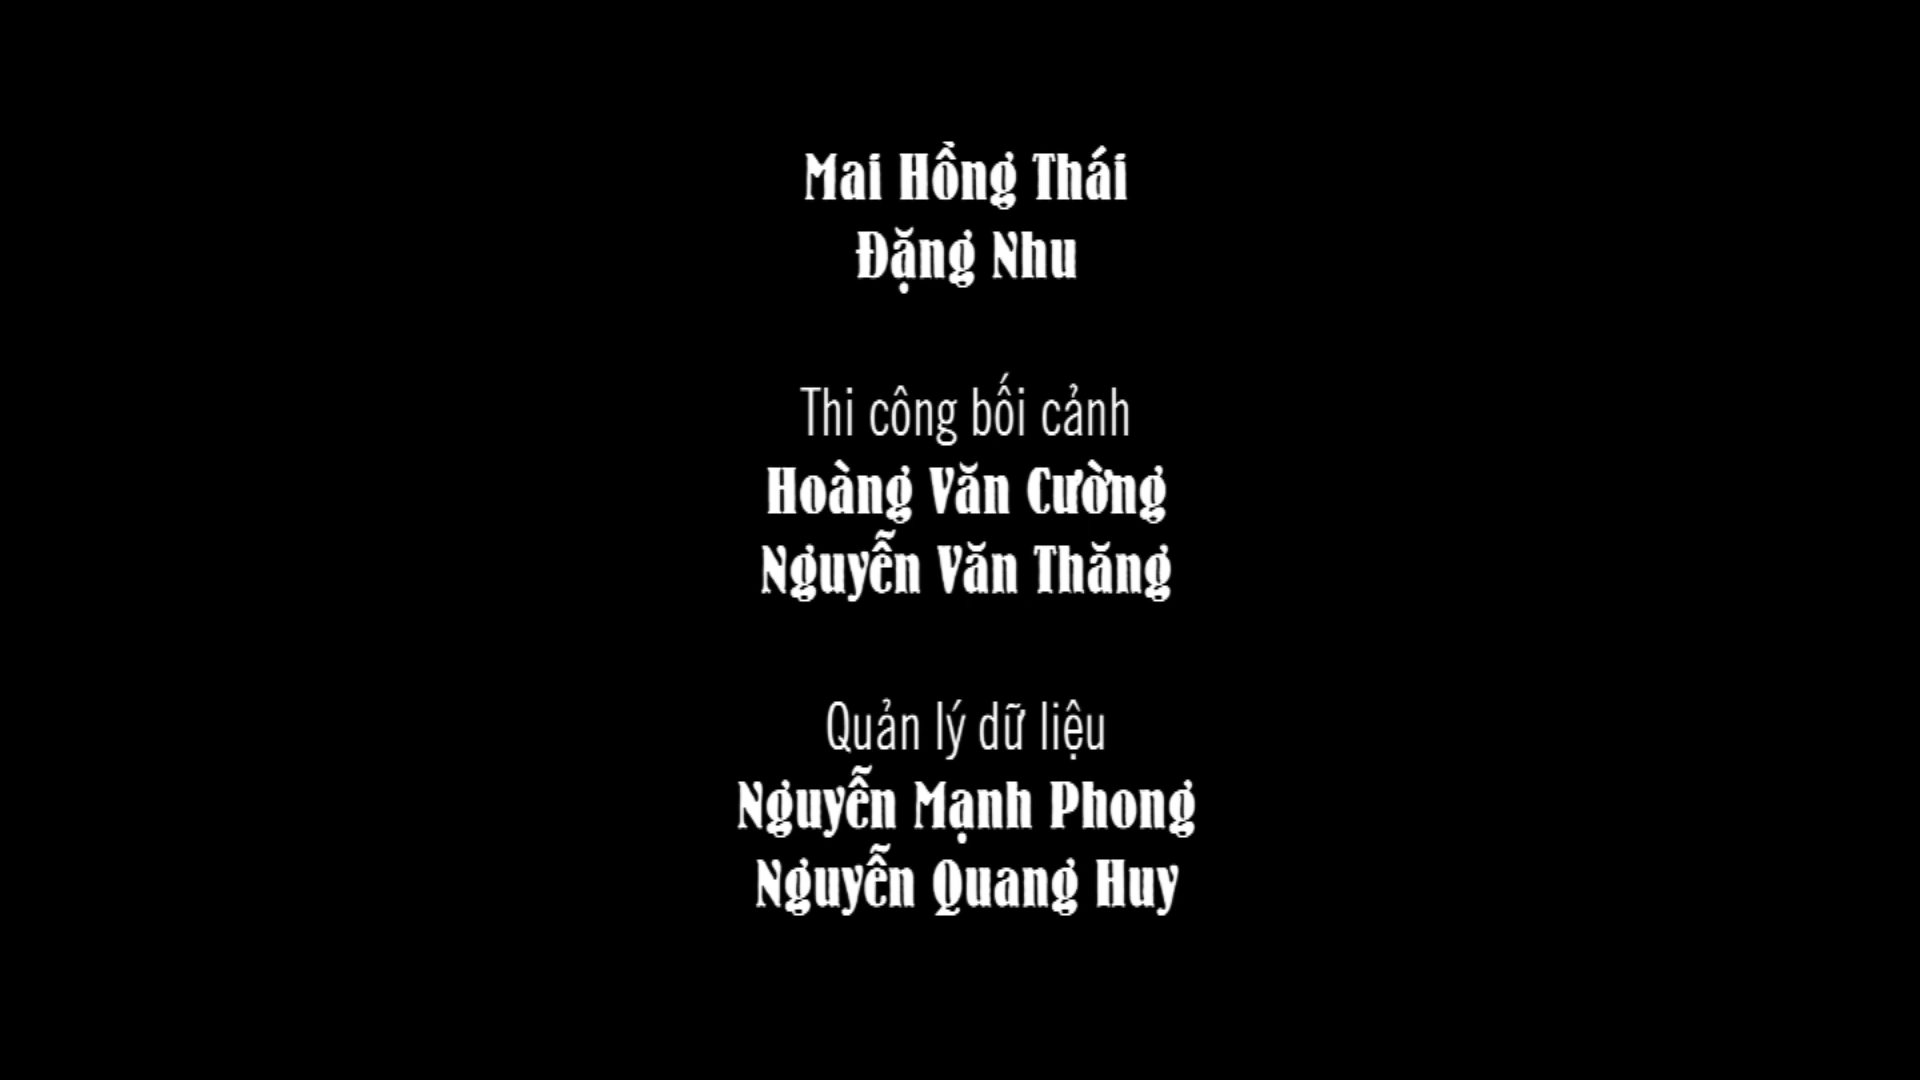 Mai Hồng Thái
Đặng Nhu
Thi công bối cảnh
Hoàng Văn Cường
Nguyễn Văn Thăng
Quản lý dữ liệu
Nguyễn Mạnh Phong
Nguyễn Quang Huy